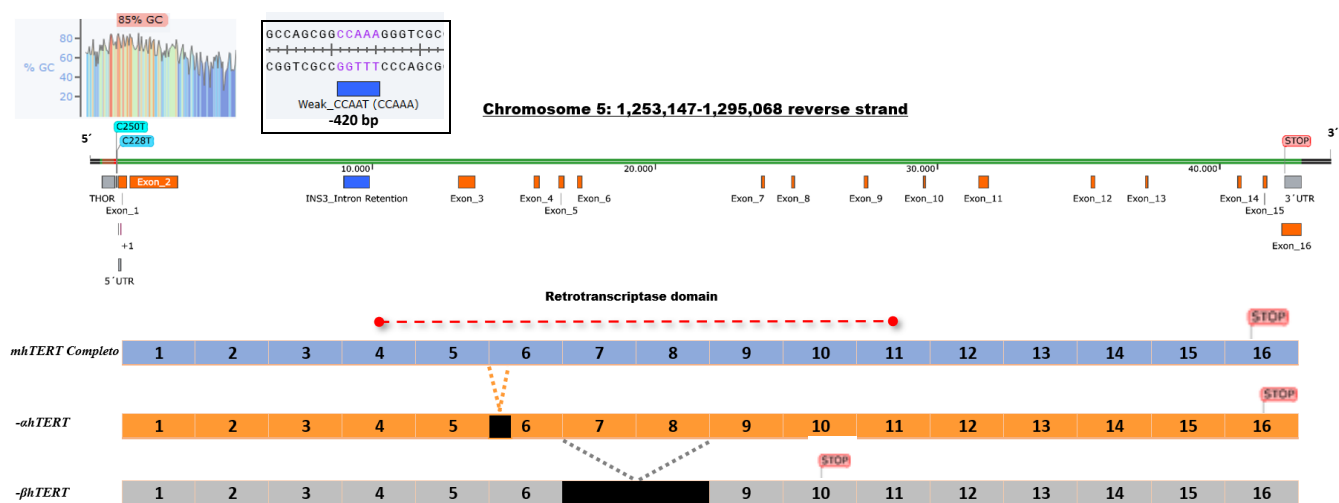 85% GC
80
60
% GC
40
20
GCCAGCGGCCAAAGGGTCGC
CGGTCGCCGGTTTCCCAGCG
Weak_CCAAT (CCAAA)
-420 bp
Chromosome 5: 1,253,147-1,295,068 reverse strand
C250T
C228T
5´
3´
STOP
10.000
20.000
30.000
40.000
THOR
Exon_1
Exon_2
INS3_Intron Retention
Exon_3
Exon_4
Exon_5
Exon_6
Exon_7
Exon_8
Exon_9
Exon_10
Exon_11
Exon_12
Exon_13
Exon_14
Exon_15
3´UTR
Exon_16
+1
5´UTR
Retrotranscriptase domain
STOP
mhTERT Completo 1 2 3 4 5 6 7 8 9 10 11 12 13 14 15 16
STOP
-αhTERT 1 2 3 4 5 6 7 8 9 10 11 12 13 14 15 16
STOP
-βhTERT 1 2 3 4 5 6 9 10 11 12 13 14 15 16